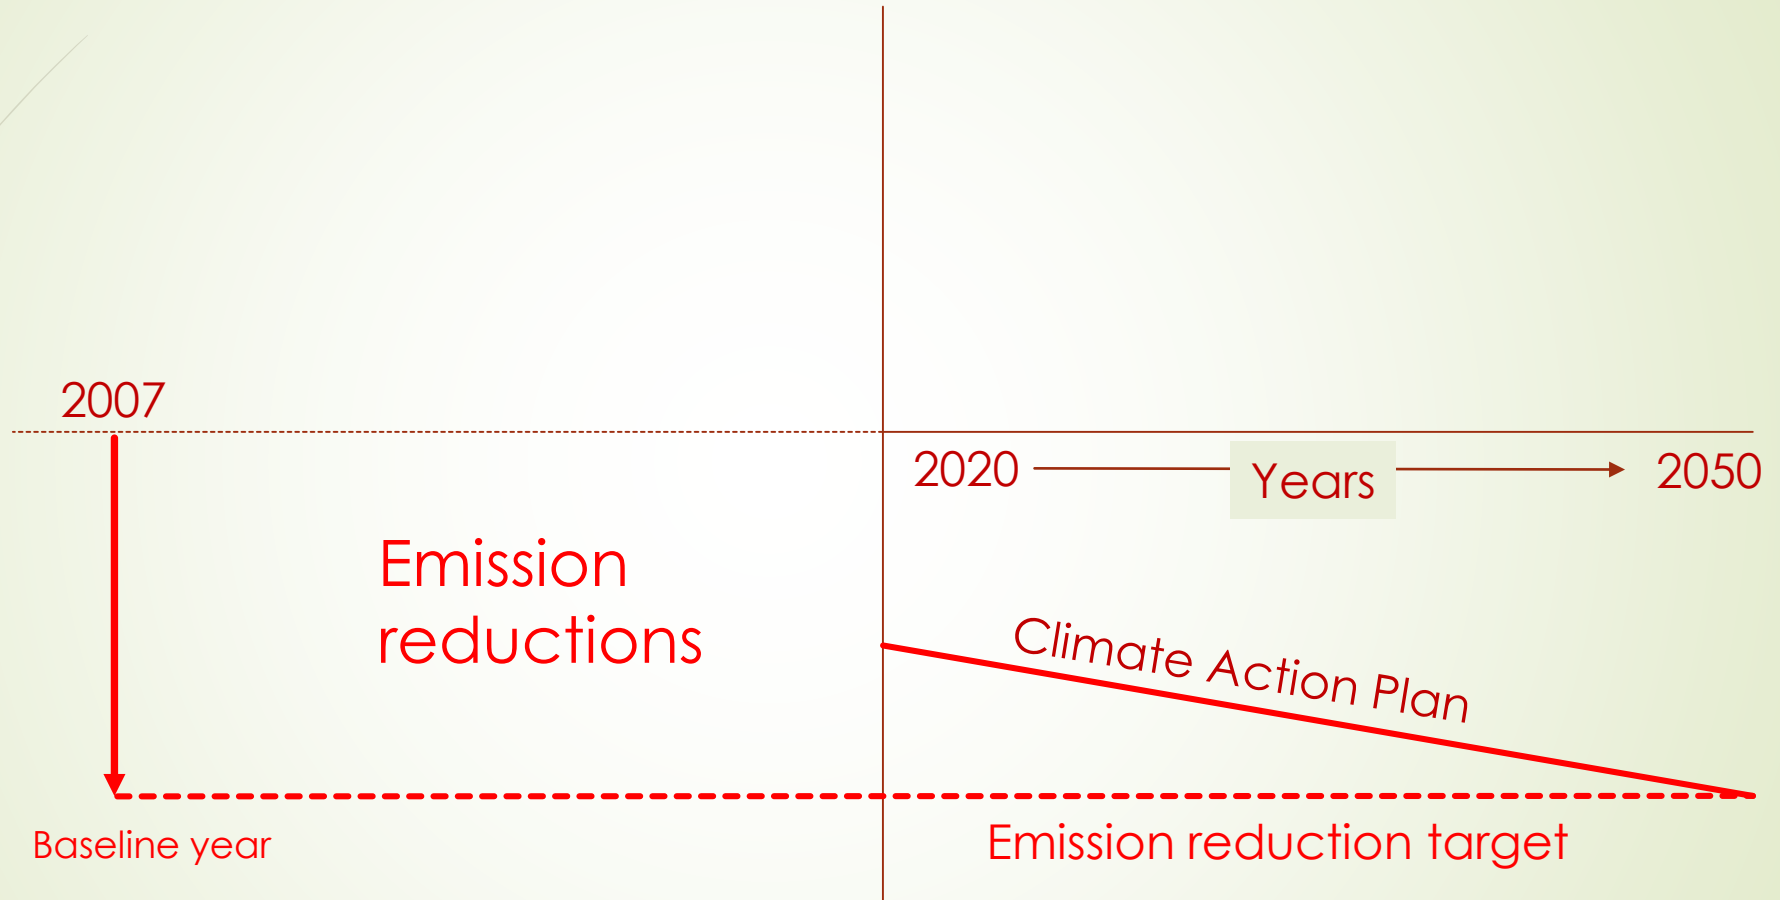 2007
2020
Years
2050
Emission
reductions
Climate Action Plan
Baseline year
Emission reduction target